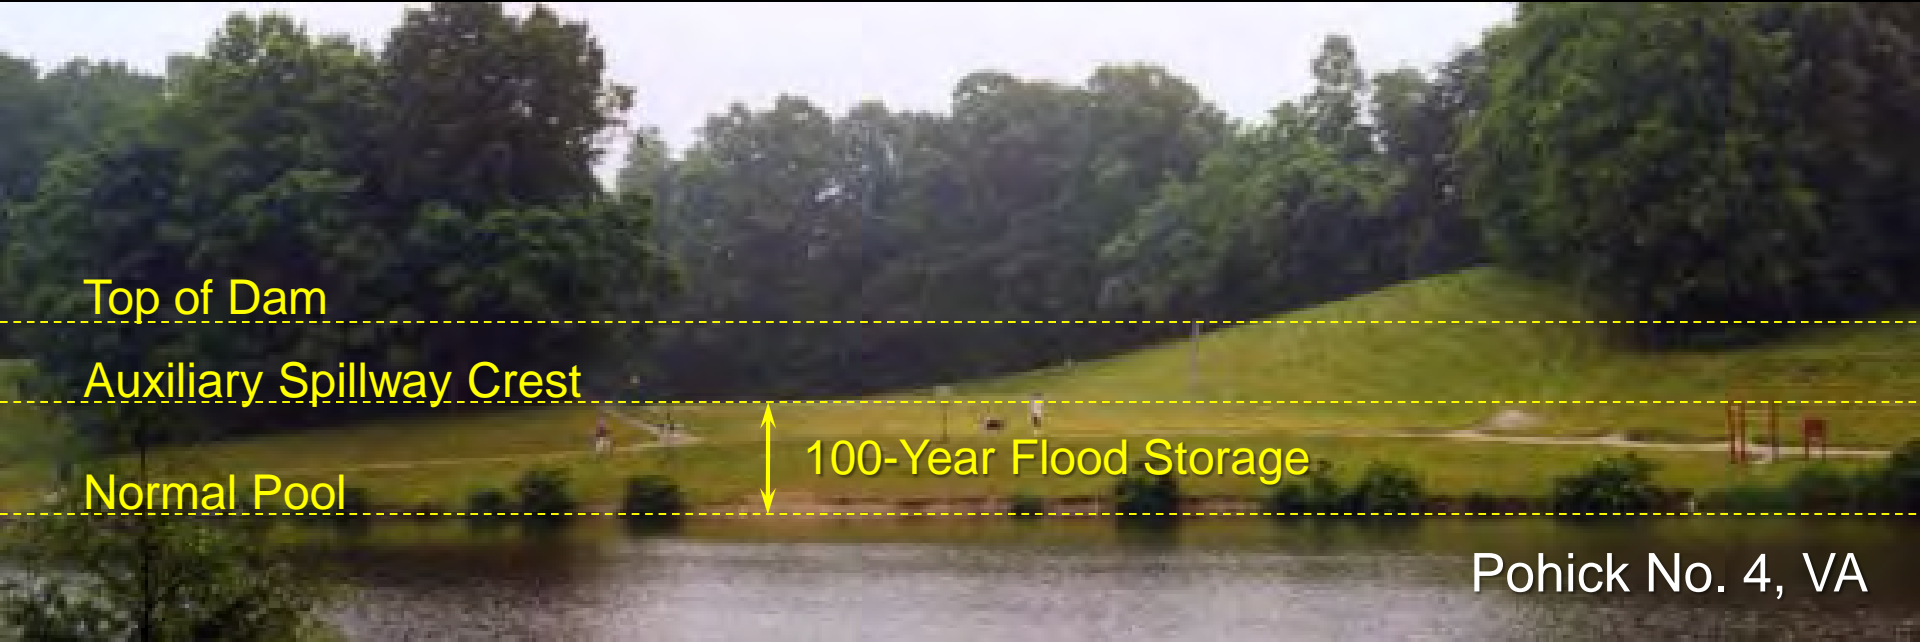 Top of Dam
Auxiliary Spillway Crest
100-Year Flood Storage
Normal Pool
Pohick No. 4, VA